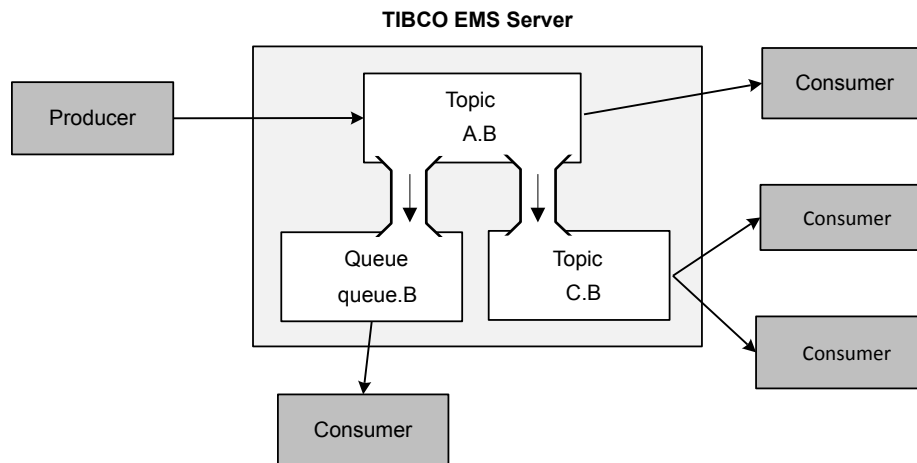 TIBCO EMS Server
Producer
Topic
A.B
Consumer
Consumer
Queue
queue.B
Topic
C.B
Consumer
Consumer